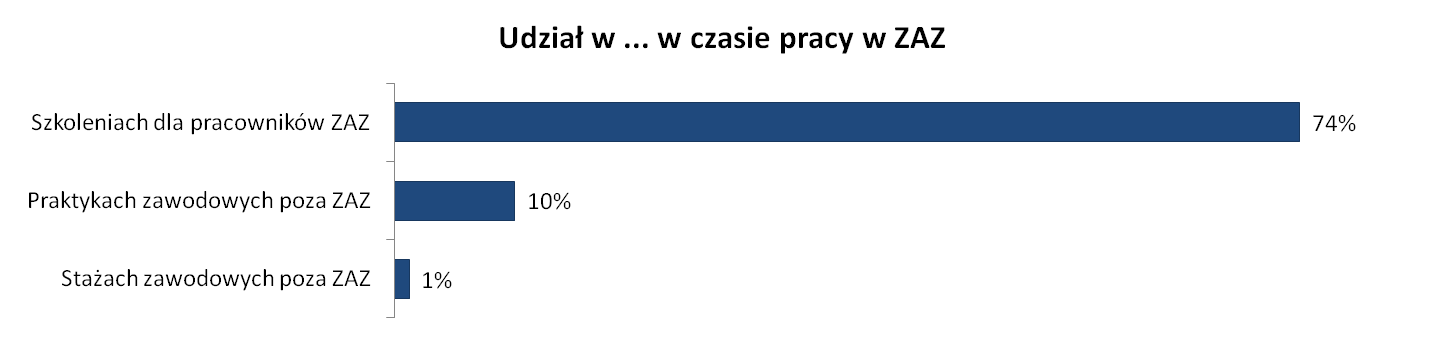 Udział w ... w czasie pracy w ZAZ
Szkoleniach dla pracowników ZAZ
74%
Praktykach zawodowych poza ZAZ
10%
Stażach zawodowych poza ZAZ
1%